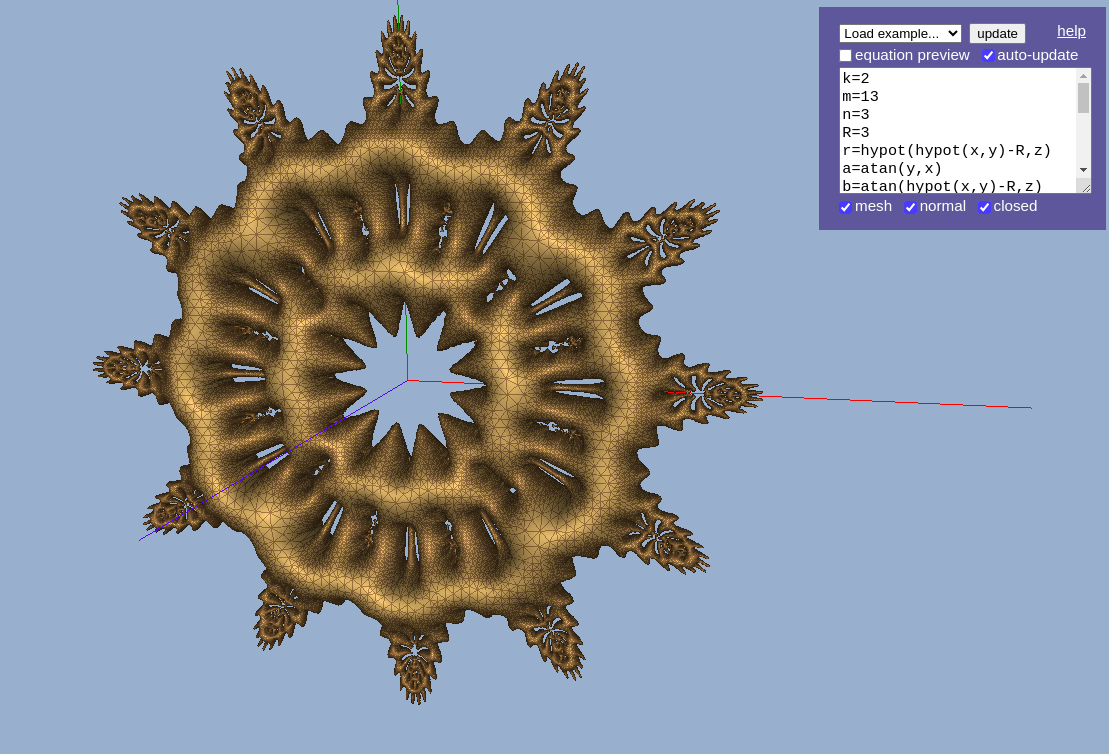 Load example... update help
equation preview auto-update
k=2
m=13
n=3
R=3
r=hypot(hypot(x,y)-R,z)
a=atan(y,x)
b=atan(hypot(x,y)-R,z)
mesh normal closed